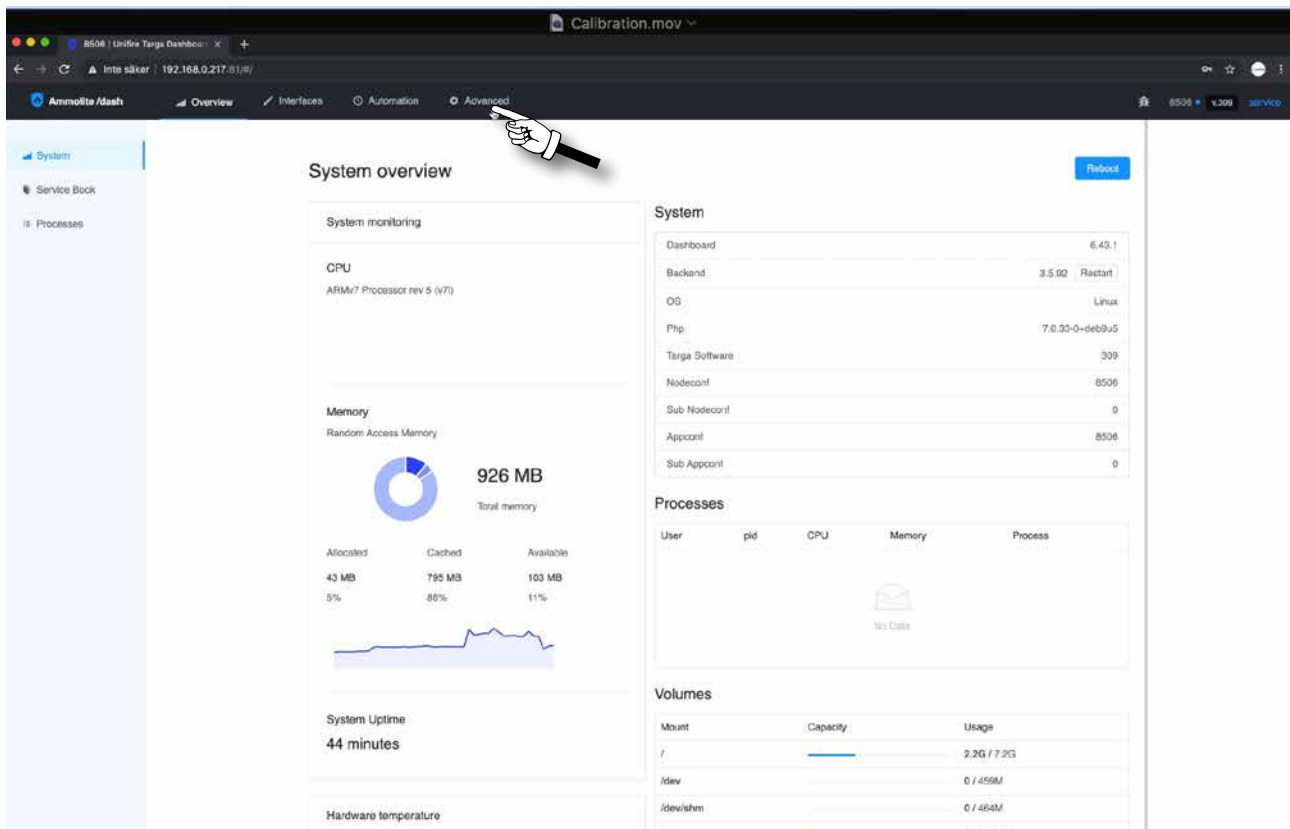 Calibration.mov
8506 | Unifire Targa Dashboar × +
Inte säker | 192.168.0.217:81/#/
Ammolite /dash Overview Interfaces Automation Advanced 8506 v.309 service
System
Service Book
Processes
System overview
Reboot
System monitoring
CPU
ARMv7 Processor rev 5 (v7l)
Memory
Random Access Memory
926 MB
Total memory
Allocated Cached Available
43 MB 795 MB 103 MB
5% 86% 11%
System Uptime
44 minutes
Hardware temperature
System
Dashboard 6.43.1
Backend 3.5.92 Restart
OS Linux
Php 7.0.33-0+deb9u5
Targa Software 309
Nodeconf 8506
Sub Nodeconf 0
Appconf 8506
Sub Appconf 0
Processes
User pid CPU Memory Process
No Data
Volumes
Mount Capacity Usage
/ 2.2G / 7.2G
/dev 0 / 459M
/dev/shm 0 / 464M